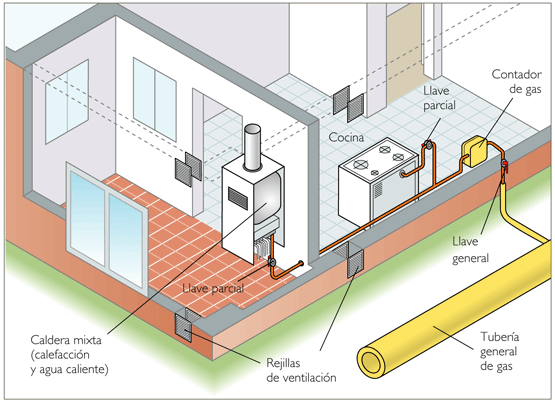 Contador
de gas
Llave
parcial
Cocina
Llave
general
Llave parcial
Caldera mixta
(calefacción
y agua caliente)
Rejillas
de ventilación
Tubería
general
de gas